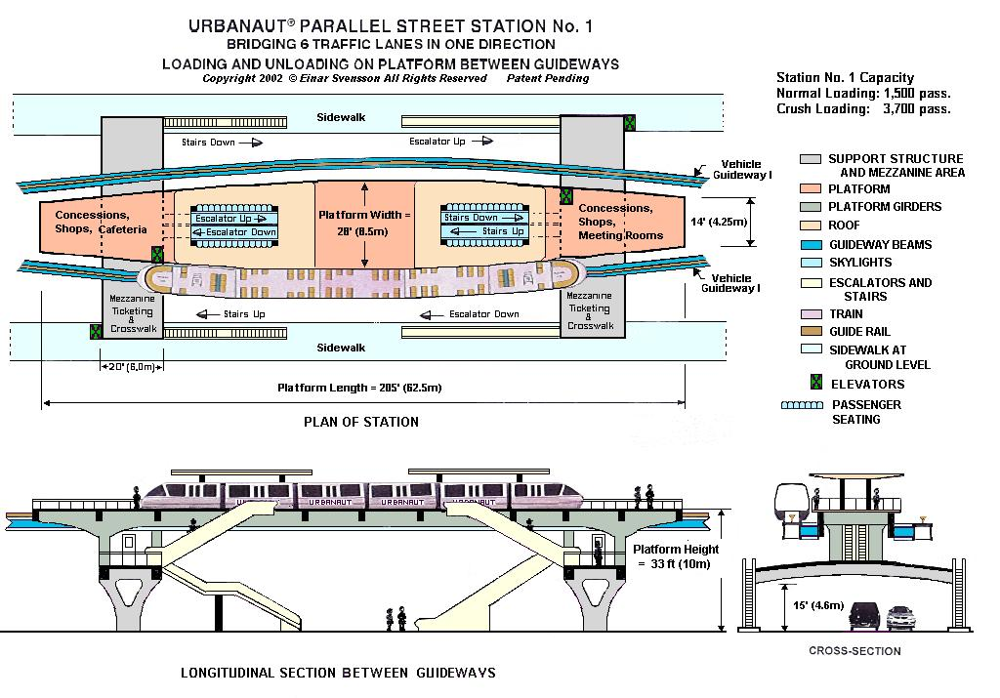 URBANAUT® PARALLEL STREET STATION No. 1
BRIDGING 6 TRAFFIC LANES IN ONE DIRECTION
LOADING AND UNLOADING ON PLATFORM BETWEEN GUIDEWAYS
Copyright 2002 © Einar Svensson All Rights Reserved Patent Pending
Station No. 1 Capacity
Normal Loading: 1,500 pass.
Crush Loading: 3,700 pass.
Sidewalk
Stairs Down
Escalator Up
Vehicle
Guideway I
Concessions,
Shops, Cafeteria
Escalator Up
Escalator Down
Platform Width =
28' (8.5m)
Stairs Down
Stairs Up
Concessions,
Shops,
Meeting Rooms
14' (4.25m)
Vehicle
Guideway I
Mezzanine
Ticketing
&
Crosswalk
Stairs Up
Escalator Down
Mezzanine
Ticketing
&
Crosswalk
Sidewalk
20' (6.0m)
Platform Length = 205' (62.5m)
PLAN OF STATION
SUPPORT STRUCTURE
AND MEZZANINE AREA
PLATFORM
PLATFORM GIRDERS
ROOF
GUIDEWAY BEAMS
SKYLIGHTS
ESCALATORS AND
STAIRS
TRAIN
GUIDE RAIL
SIDEWALK AT
GROUND LEVEL
ELEVATORS
PASSENGER
SEATING
URBANAUT
URBANAUT
URBANAUT
Platform Height
= 33 ft (10m)
15' (4.6m)
CROSS-SECTION
LONGITUDINAL SECTION BETWEEN GUIDEWAYS